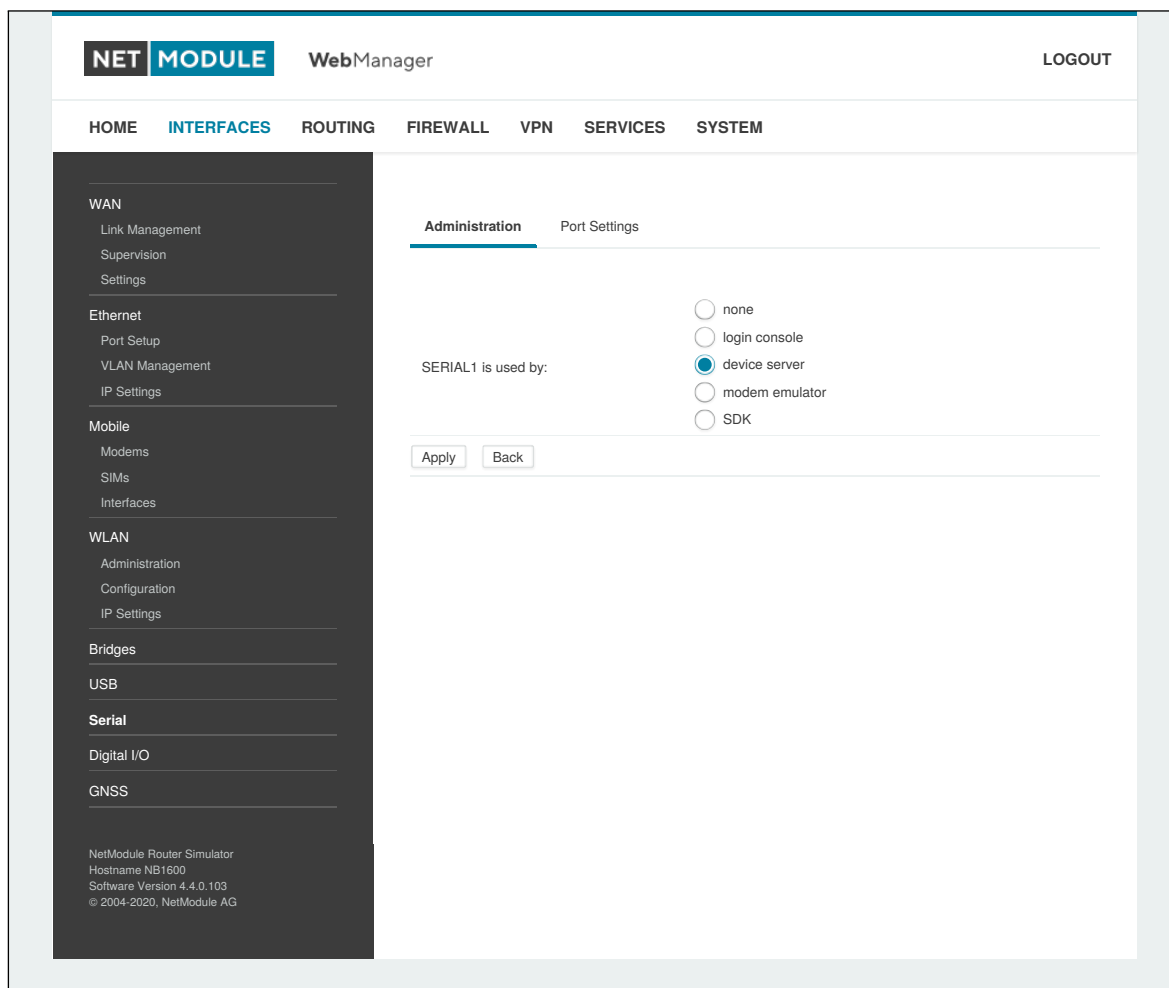 NET MODULE WebManager LOGOUT
HOME INTERFACES ROUTING FIREWALL VPN SERVICES SYSTEM
WAN
Link Management
Supervision
Settings
Ethernet
Port Setup
VLAN Management
IP Settings
Mobile
Modems
SIMs
Interfaces
WLAN
Administration
Configuration
IP Settings
Bridges
USB
Serial
Digital I/O
GNSS
NetModule Router Simulator
Hostname NB1600
Software Version 4.4.0.103
© 2004-2020, NetModule AG
Administration Port Settings
SERIAL1 is used by:
none
login console
device server
modem emulator
SDK
Apply Back